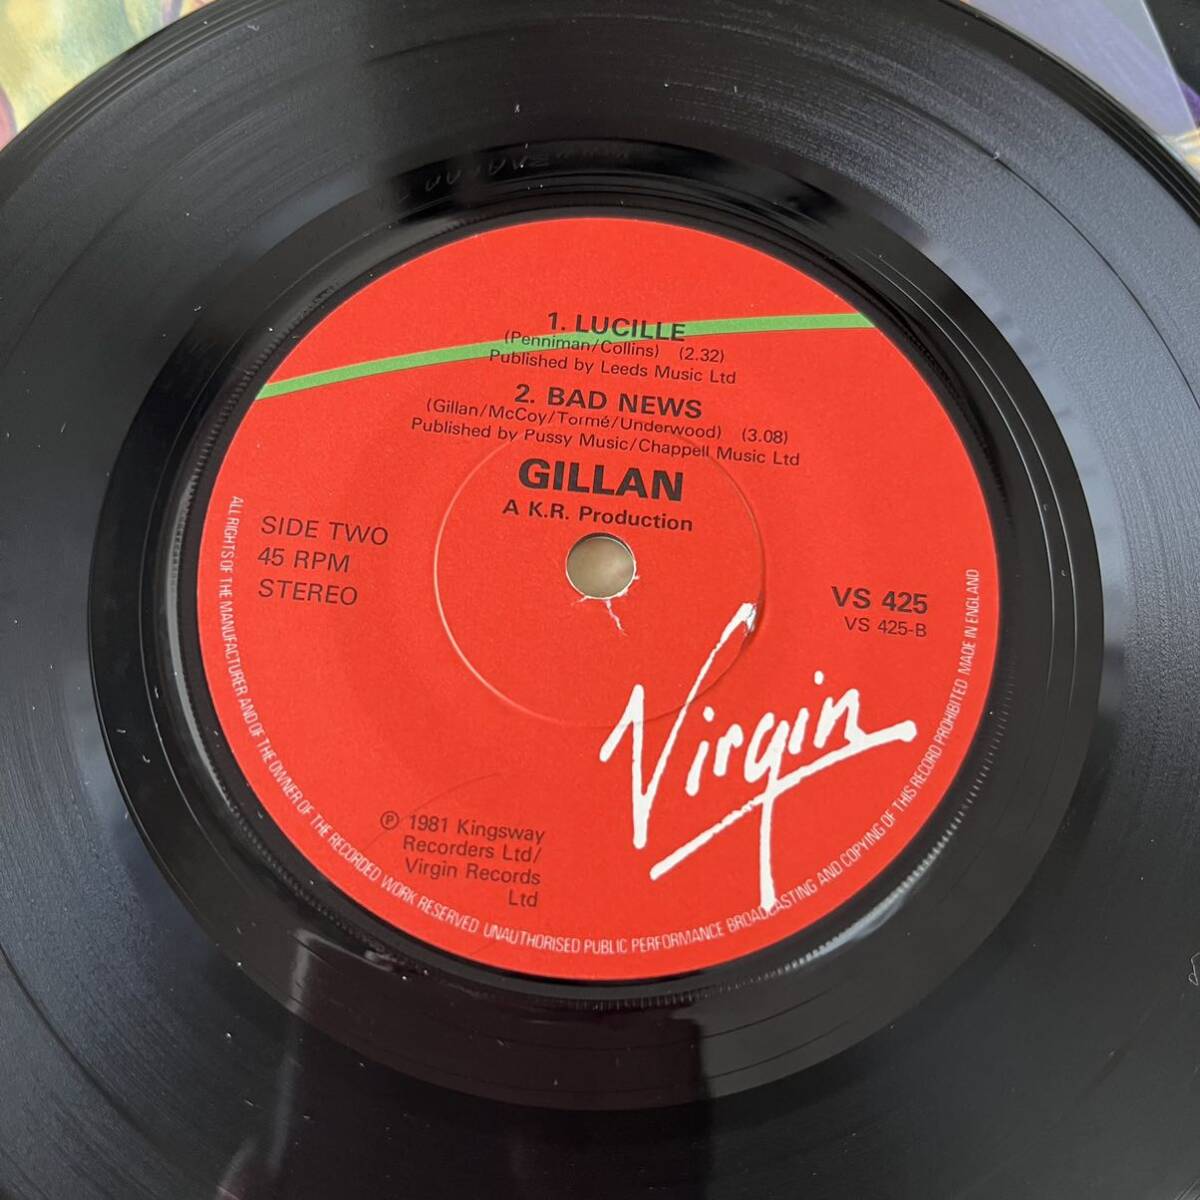 1. LUCILLE
(Penniman/Collins) (2.32)
Published by Leeds Music Ltd
2. BAD NEWS
(Gillan/McCoy/Tormé/Underwood) (3.08)
Published by Pussy Music/Chappell Music Ltd
GILLAN
A K.R. Production
SIDE TWO
45 RPM
STEREO
VS 425
VS 425-B
Virgin
℗ 1981 Kingsway
Recorders Ltd/
Virgin Records
Ltd
ALL RIGHTS OF THE MANUFACTURER AND OF THE OWNER OF THE RECORDED WORK RESERVED UNAUTHORISED PUBLIC PERFORMANCE BROADCASTING AND COPYING OF THIS RECORD PROHIBITED MADE IN ENGLAND